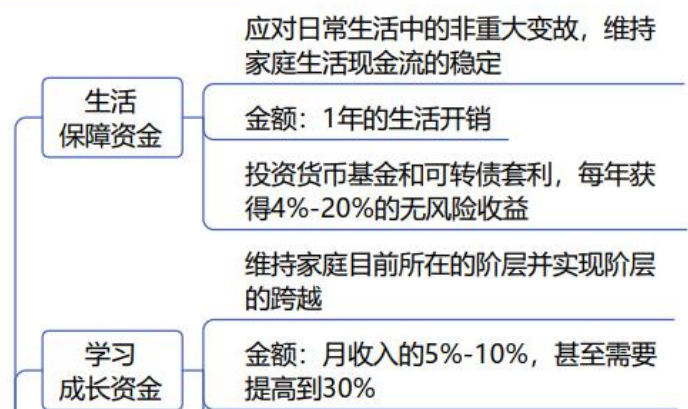 应对日常生活中的非重大变故，维持
家庭生活现金流的稳定
生活
保障资金
金额：1年的生活开销
投资货币基金和可转债套利，每年获
得4%-20%的无风险收益
维持家庭目前所在的阶层并实现阶层
的跨越
学习
成长资金
金额：月收入的5%-10%，甚至需要
提高到30%